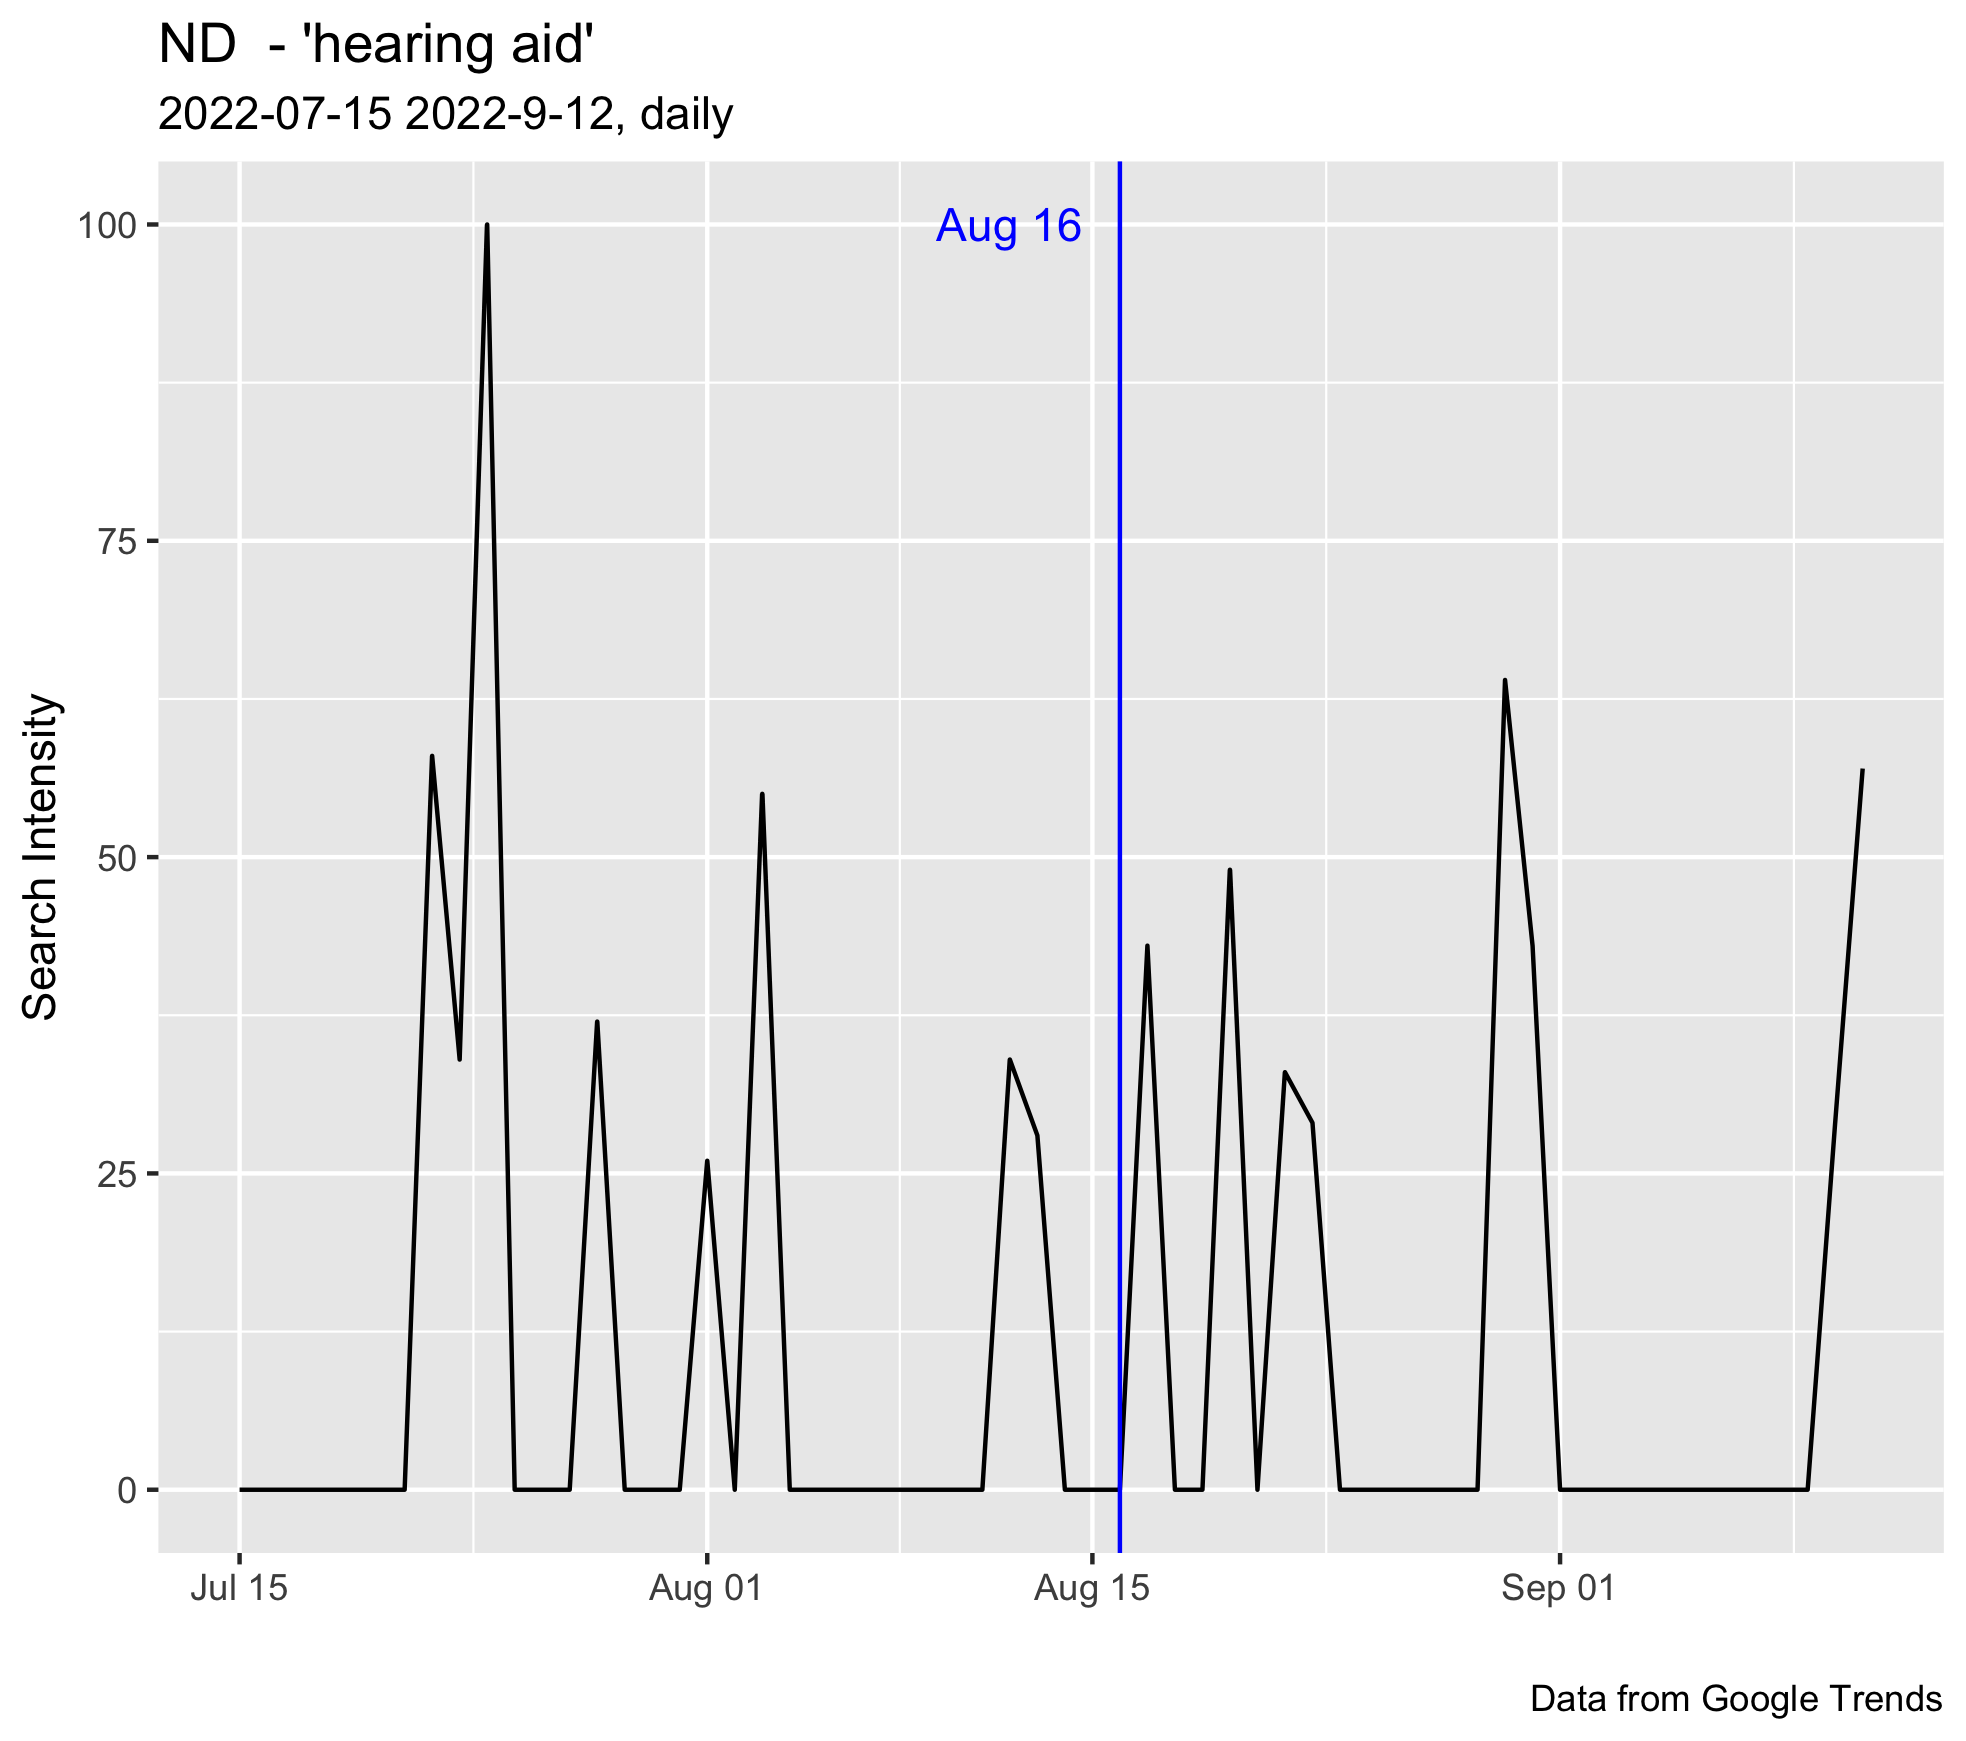 ND  - 'hearing aid'
2022-07-15 2022-9-12, daily
Search Intensity
100
75
50
25
0
Aug 16
Jul 15
Aug 01
Aug 15
Sep 01
Data from Google Trends